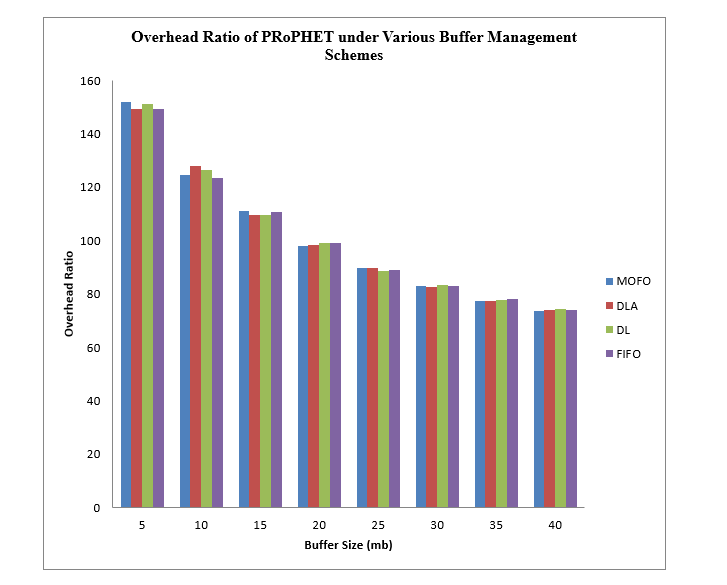 Overhead Ratio of PRoPHET under Various Buffer Management
Schemes
160
140
120
100
80
60
40
20
0
Overhead Ratio
5 10 15 20 25 30 35 40
Buffer Size (mb)
MOFO
DLA
DL
FIFO